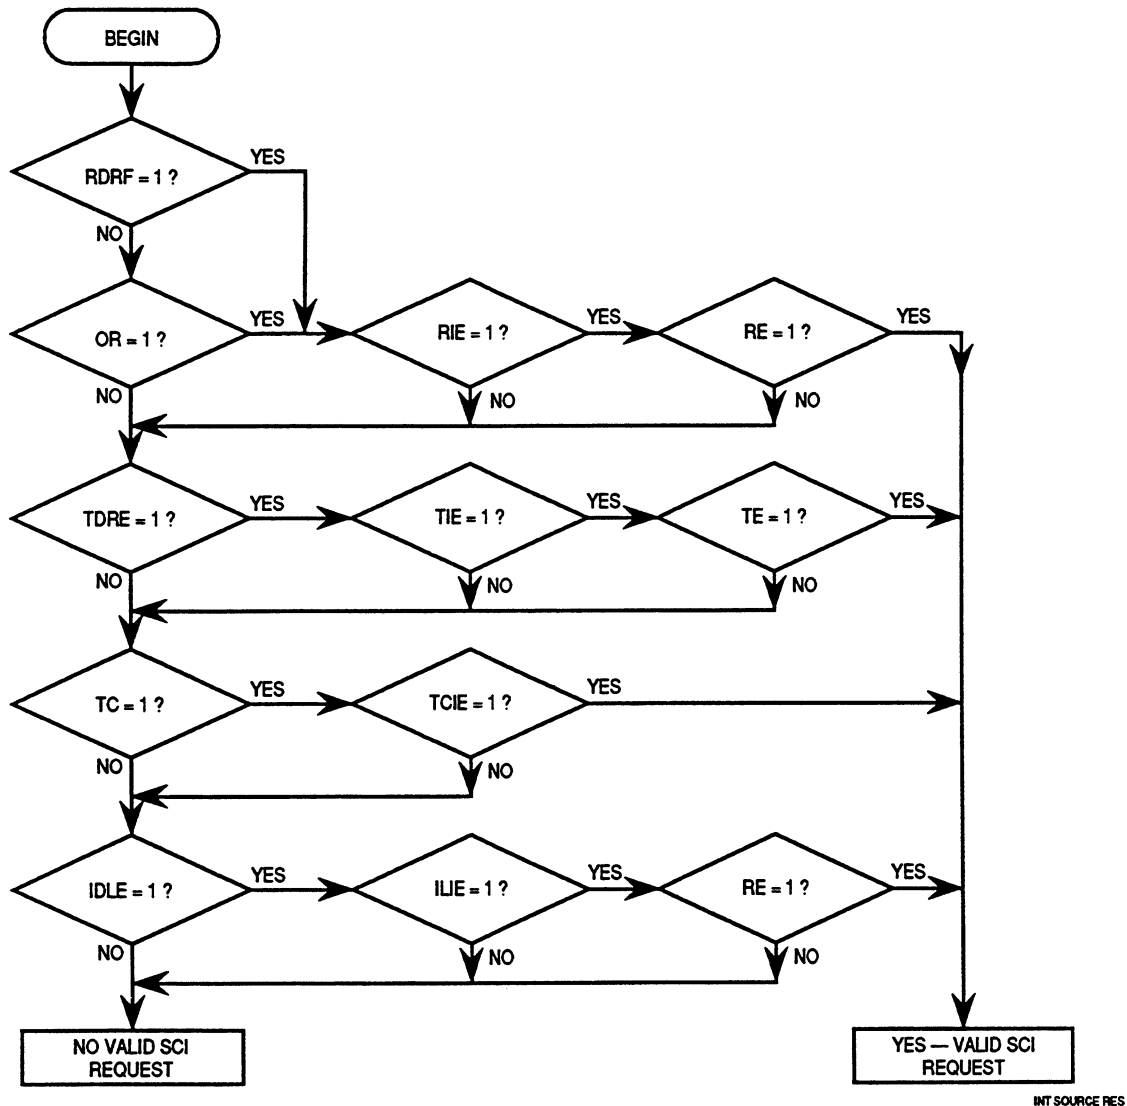 BEGIN
RDRF = 1 ?
YES
NO
OR = 1 ?
YES
RIE = 1 ?
YES
RE = 1 ?
YES
NO
NO
NO
TDRE = 1 ?
YES
TIE = 1 ?
YES
TE = 1 ?
YES
NO
NO
NO
TC = 1 ?
YES
TCIE = 1 ?
YES
NO
NO
IDLE = 1 ?
YES
ILIE = 1 ?
YES
RE = 1 ?
YES
NO
NO
NO
NO VALID SCI
REQUEST
YES — VALID SCI
REQUEST
INT SOURCE RES